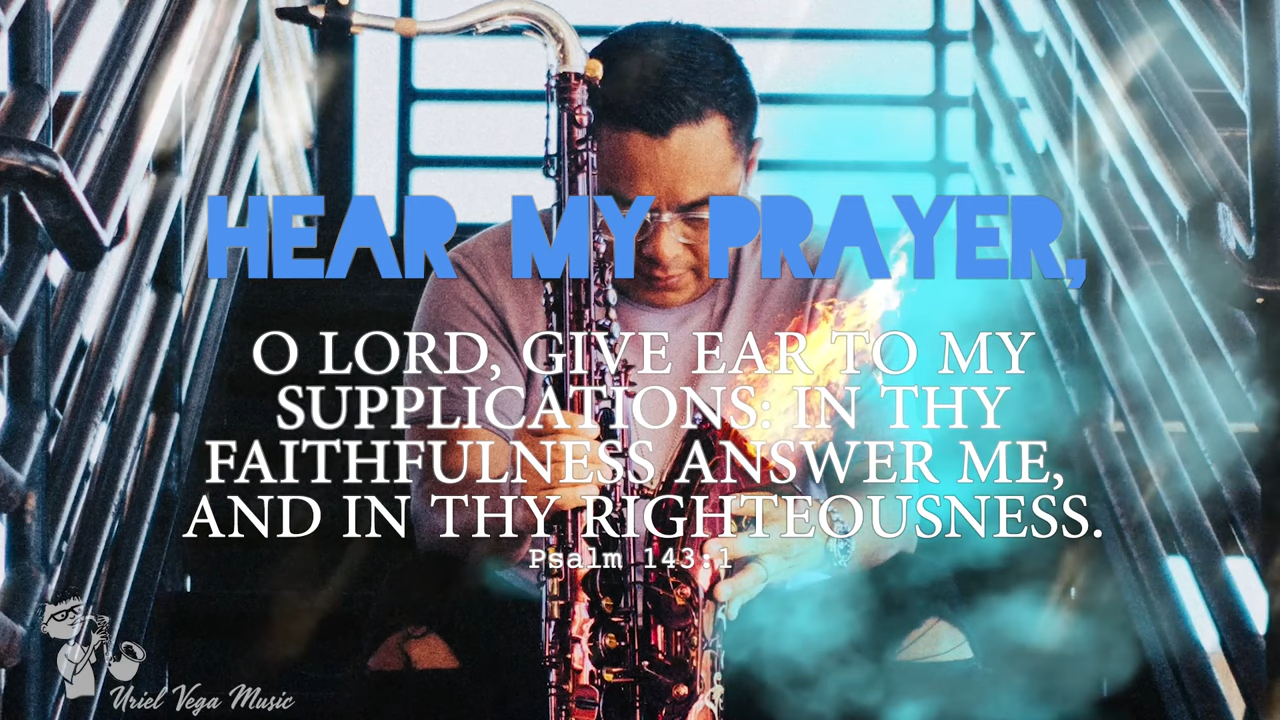 HEAR MY PRAYER,
O LORD, GIVE EAR TO MY
SUPPLICATIONS: IN THY
FAITHFULNESS ANSWER ME,
AND IN THY RIGHTEOUSNESS.
Psalm 143:1
Uriel Vega Music